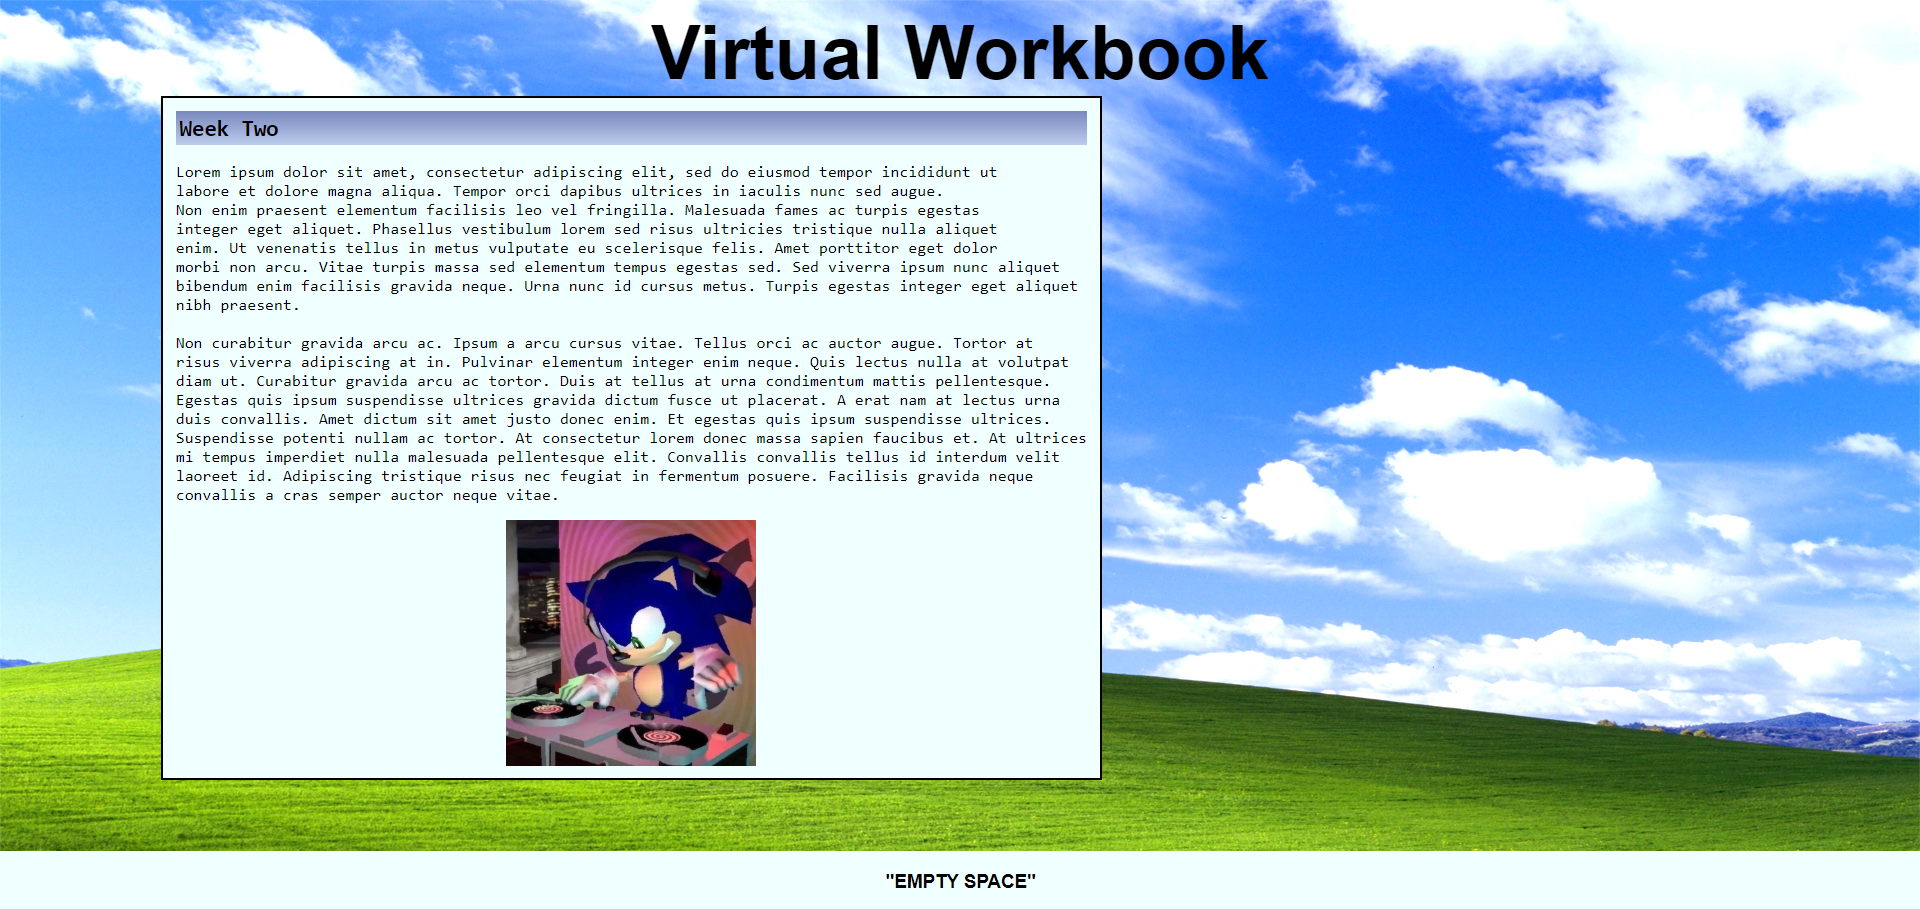 Virtual Workbook
Week Two
Lorem ipsum dolor sit amet, consectetur adipiscing elit, sed do eiusmod tempor incididunt ut
labore et dolore magna aliqua. Tempor orci dapibus ultrices in iaculis nunc sed augue.
Non enim praesent elementum facilisis leo vel fringilla. Malesuada fames ac turpis egestas
integer eget aliquet. Phasellus vestibulum lorem sed risus ultricies tristique nulla aliquet
enim. Ut venenatis tellus in metus vulputate eu scelerisque felis. Amet porttitor eget dolor
morbi non arcu. Vitae turpis massa sed elementum tempus egestas sed. Sed viverra ipsum nunc aliquet
bibendum enim facilisis gravida neque. Urna nunc id cursus metus. Turpis egestas integer eget aliquet
nibh praesent.
Non curabitur gravida arcu ac. Ipsum a arcu cursus vitae. Tellus orci ac auctor augue. Tortor at
risus viverra adipiscing at in. Pulvinar elementum integer enim neque. Quis lectus nulla at volutpat
diam ut. Curabitur gravida arcu ac tortor. Duis at tellus at urna condimentum mattis pellentesque.
Egestas quis ipsum suspendisse ultrices gravida dictum fusce ut placerat. A erat nam at lectus urna
duis convallis. Amet dictum sit amet justo donec enim. Et egestas quis ipsum suspendisse ultrices.
Suspendisse potenti nullam ac tortor. At consectetur lorem donec massa sapien faucibus et. At ultrices
mi tempus imperdiet nulla malesuada pellentesque elit. Convallis convallis tellus id interdum velit
laoreet id. Adipiscing tristique risus nec feugiat in fermentum posuere. Facilisis gravida neque
convallis a cras semper auctor neque vitae.
"EMPTY SPACE"